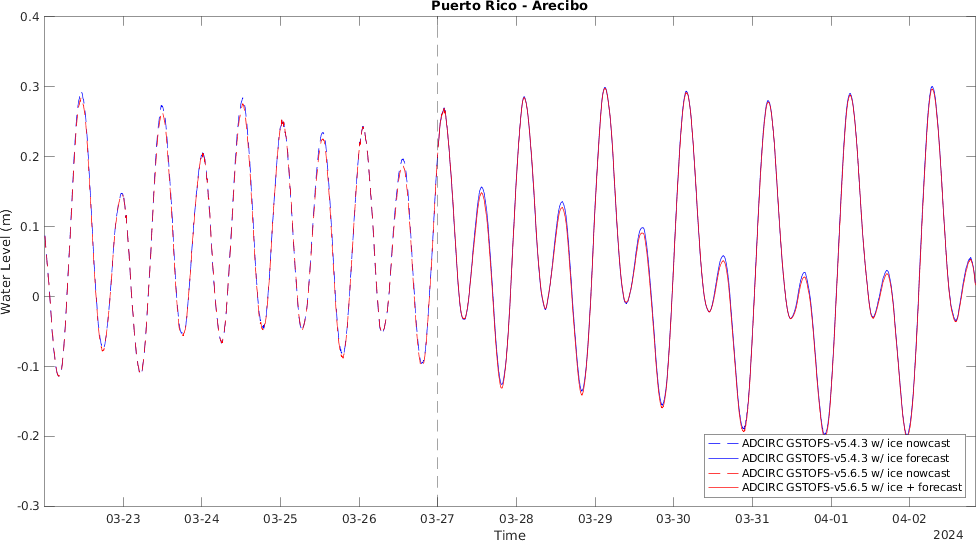 Puerto Rico - Arecibo
0.4
0.3
0.2
0.1
0
-0.1
-0.2
-0.3
Water Level (m)
ADCIRC GSTOFS-v5.4.3 w/ ice nowcast
ADCIRC GSTOFS-v5.4.3 w/ ice forecast
ADCIRC GSTOFS-v5.6.5 w/ ice nowcast
ADCIRC GSTOFS-v5.6.5 w/ ice + forecast
03-23 03-24 03-25 03-26 03-27 03-28 03-29 03-30 03-31 04-01 04-02
Time
2024